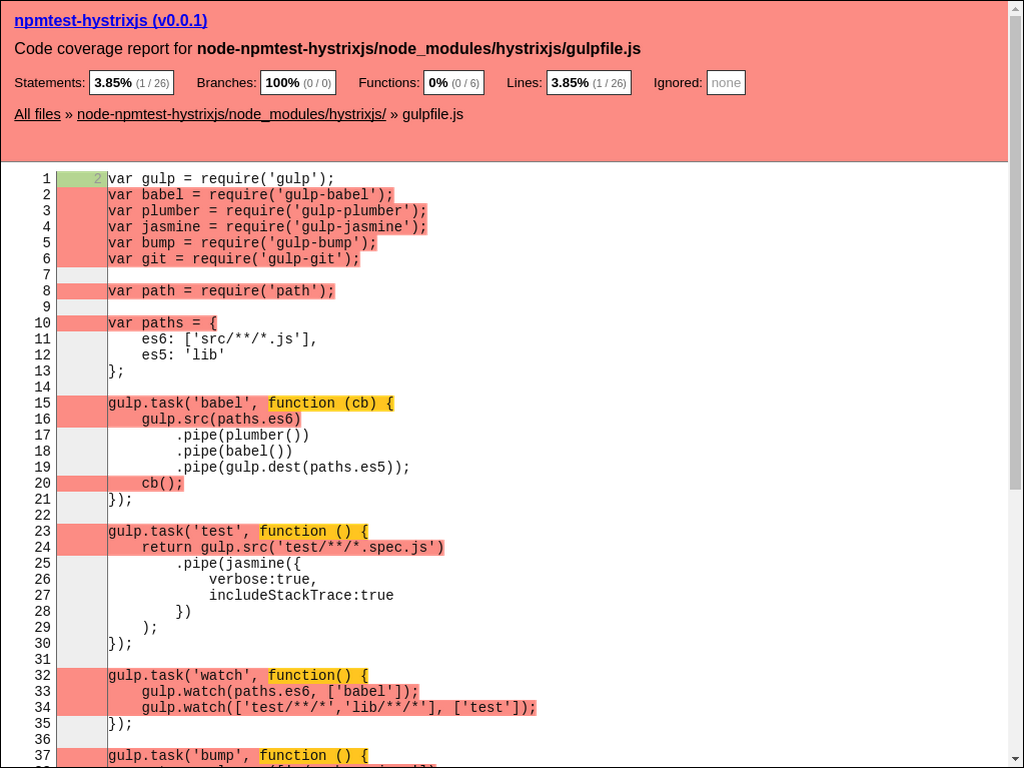 npmtest-hystrixjs (v0.0.1)
Code coverage report for node-npmtest-hystrixjs/node_modules/hystrixjs/gulpfile.js
Statements: 3.85% (1 / 26) Branches: 100% (0 / 0) Functions: 0% (0 / 6) Lines: 3.85% (1 / 26) Ignored: none
All files » node-npmtest-hystrixjs/node_modules/hystrixjs/ » gulpfile.js
1 2 var gulp = require('gulp');
2 var babel = require('gulp-babel');
3 var plumber = require('gulp-plumber');
4 var jasmine = require('gulp-jasmine');
5 var bump = require('gulp-bump');
6 var git = require('gulp-git');
7
8 var path = require('path');
9
10 var paths = {
11     es6: ['src/**/*.js'],
12     es5: 'lib'
13 };
14
15 gulp.task('babel', function (cb) {
16     gulp.src(paths.es6)
17         .pipe(plumber())
18         .pipe(babel())
19         .pipe(gulp.dest(paths.es5));
20     cb();
21 });
22
23 gulp.task('test', function () {
24     return gulp.src('test/**/*.spec.js')
25         .pipe(jasmine({
26             verbose:true,
27             includeStackTrace:true
28         })
29     );
30 });
31
32 gulp.task('watch', function() {
33     gulp.watch(paths.es6, ['babel']);
34     gulp.watch(['test/**/*','lib/**/*'], ['test']);
35 });
36
37 gulp.task('bump', function () {